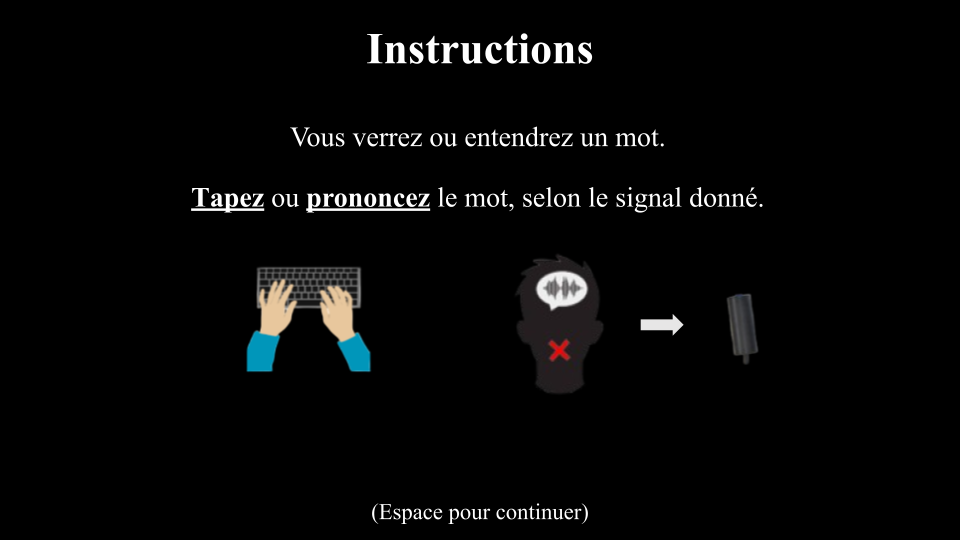 Instructions
Vous verrez ou entendrez un mot.
Tapez ou prononcez le mot, selon le signal donné.
(Espace pour continuer)